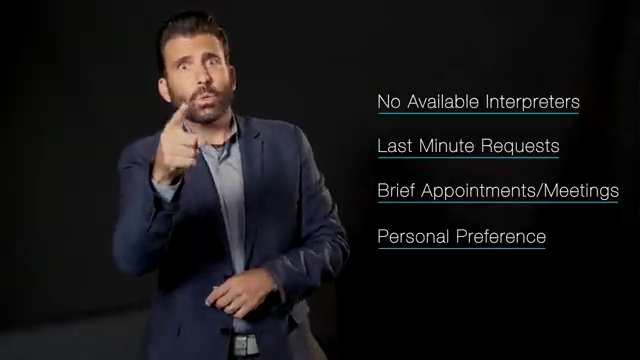 No Available Interpreters
Last Minute Requests
Brief Appointments/Meetings
Personal Preference